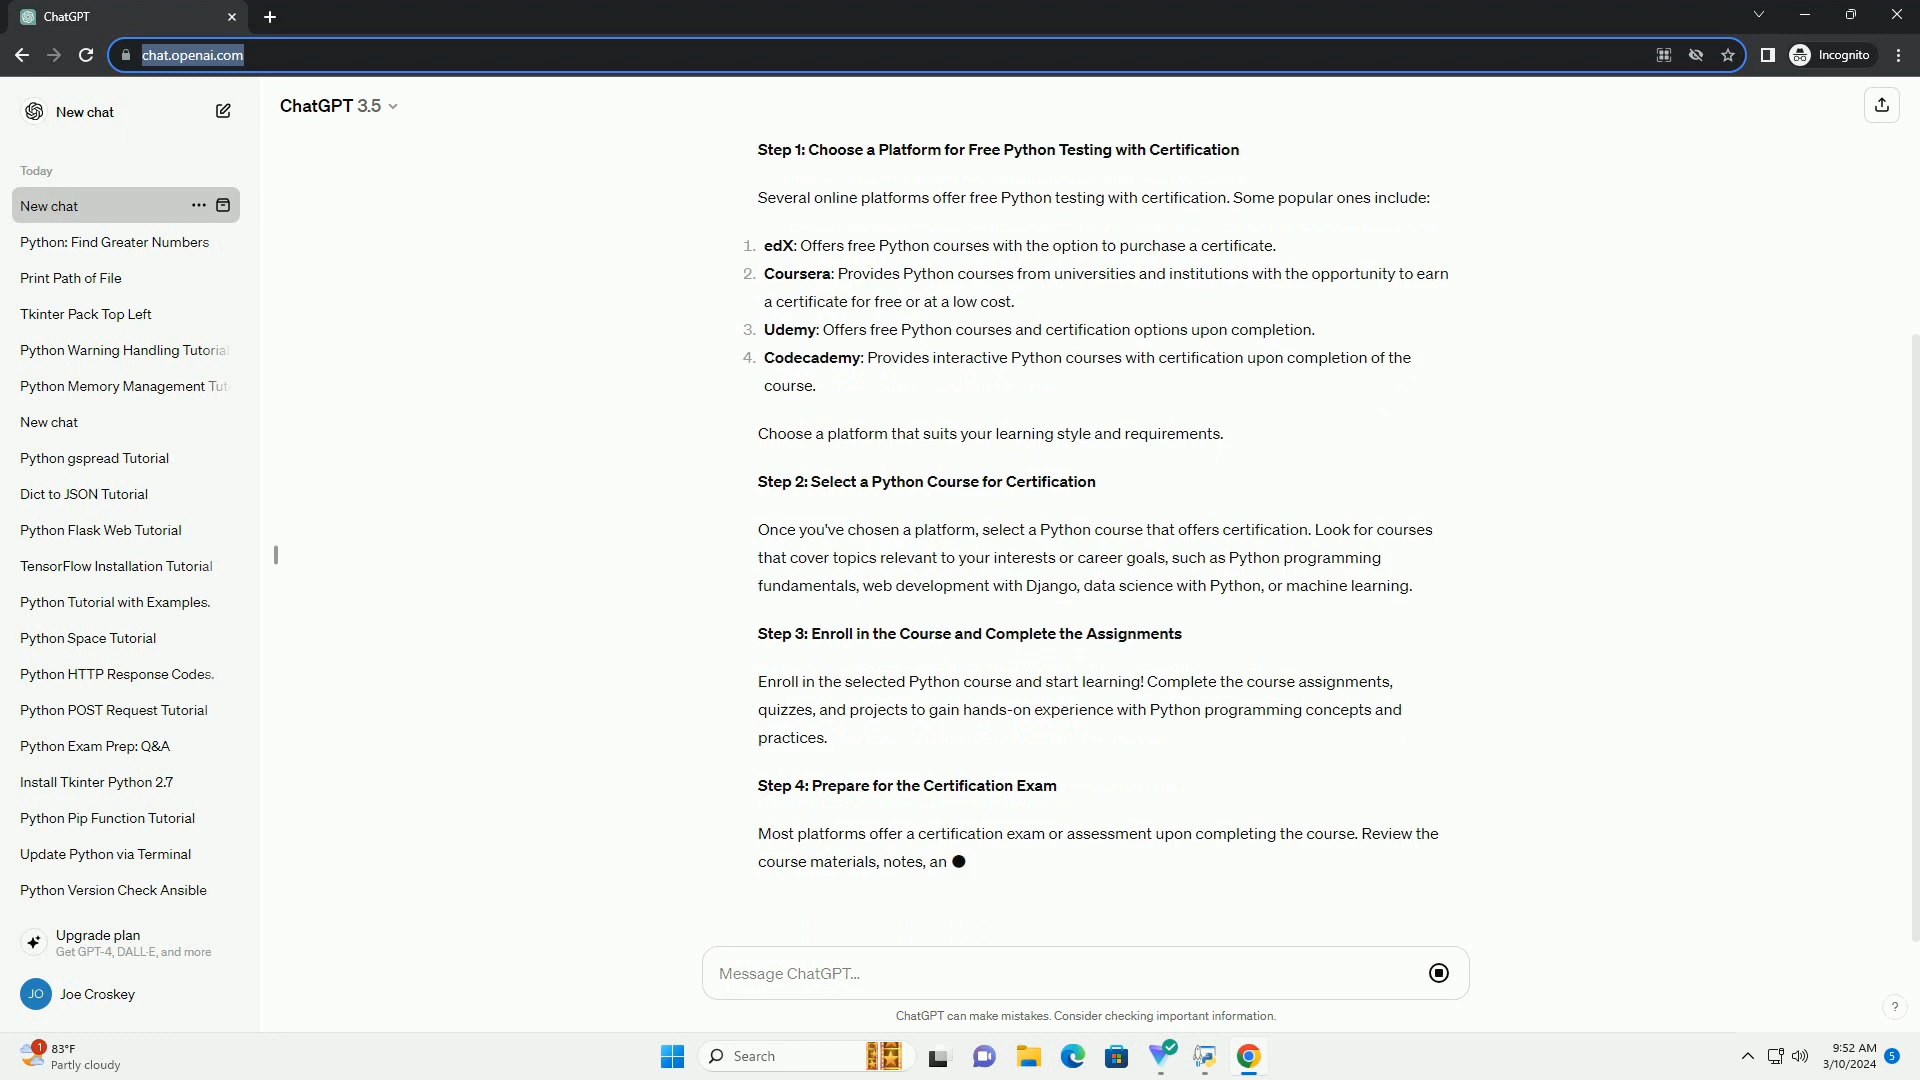 ChatGPT
chat.openai.com
Incognito
New chat
Today
New chat
Python: Find Greater Numbers
Print Path of File
Tkinter Pack Top Left
Python Warning Handling Tutorial
Python Memory Management Tut
New chat
Python gspread Tutorial
Dict to JSON Tutorial
Python Flask Web Tutorial
TensorFlow Installation Tutorial
Python Tutorial with Examples.
Python Space Tutorial
Python HTTP Response Codes.
Python POST Request Tutorial
Python Exam Prep: Q&A
Install Tkinter Python 2.7
Python Pip Function Tutorial
Update Python via Terminal
Python Version Check Ansible
Upgrade plan
Get GPT-4, DALL·E, and more
JO Joe Croskey
ChatGPT 3.5
Step 1: Choose a Platform for Free Python Testing with Certification
Several online platforms offer free Python testing with certification. Some popular ones include:
1. edX: Offers free Python courses with the option to purchase a certificate.
2. Coursera: Provides Python courses from universities and institutions with the opportunity to earn
a certificate for free or at a low cost.
3. Udemy: Offers free Python courses and certification options upon completion.
4. Codecademy: Provides interactive Python courses with certification upon completion of the
course.
Choose a platform that suits your learning style and requirements.
Step 2: Select a Python Course for Certification
Once you've chosen a platform, select a Python course that offers certification. Look for courses
that cover topics relevant to your interests or career goals, such as Python programming
fundamentals, web development with Django, data science with Python, or machine learning.
Step 3: Enroll in the Course and Complete the Assignments
Enroll in the selected Python course and start learning! Complete the course assignments,
quizzes, and projects to gain hands-on experience with Python programming concepts and
practices.
Step 4: Prepare for the Certification Exam
Most platforms offer a certification exam or assessment upon completing the course. Review the
course materials, notes, an
Message ChatGPT...
ChatGPT can make mistakes. Consider checking important information.
?
1
83°F
Partly cloudy
Search
9:52 AM
3/10/2024
5